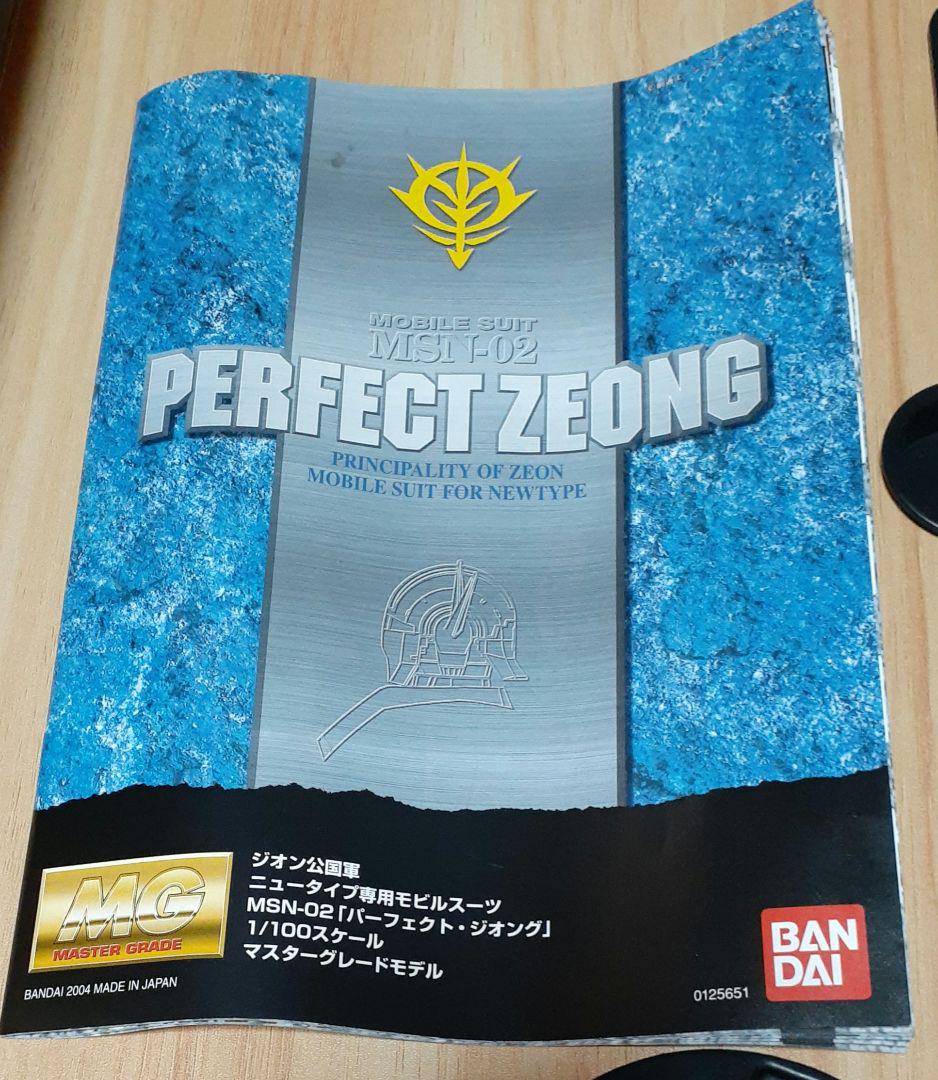 MOBILE SUIT
MSN-02
PERFECT ZEONG
PRINCIPALITY OF ZEON
MOBILE SUIT FOR NEWTYPE
MG
MASTER GRADE
ジオン公国軍
ニュータイプ専用モビルスーツ
MSN-02「パーフェクト・ジオング」
1/100スケール
マスターグレードモデル
BANDAI 2004 MADE IN JAPAN
0125651
BAN
DAI